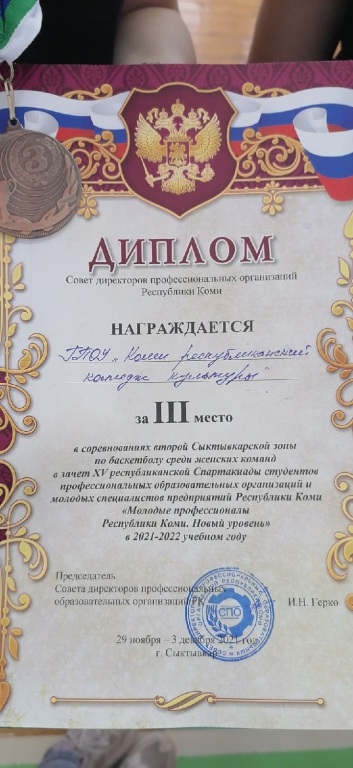 3
ДИПЛОМ
Совет директоров профессиональных организаций
Республики Коми
НАГРАЖДАЕТСЯ
ГПОУ „Коми республиканский
колледж культуры"
за III место
в соревнованиях второй Сыктывкарской зоны
по баскетболу среди женских команд
в зачет XV республиканской Спартакиады студентов
профессиональных образовательных организаций и
молодых специалистов предприятий Республики Коми
«Молодые профессионалы
Республики Коми. Новый уровень»
в 2021-2022 учебном году
Председатель
Совета директоров профессиональных
образовательных организаций
И.Н. Герко
СПО
29 ноября – 3 декабря 2021 года
г. Сыктывкар